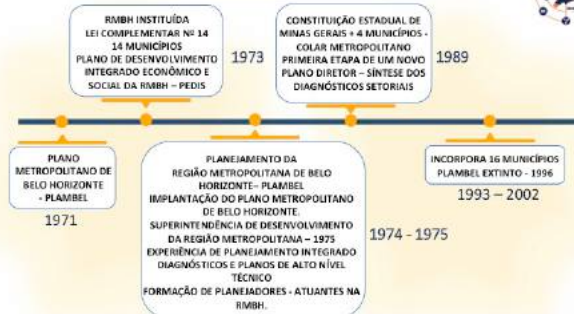 RMBH INSTITUÍDA
LEI COMPLEMENTAR Nº 14
14 MUNICÍPIOS
PLANO DE DESENVOLVIMENTO
INTEGRADO ECONÔMICO E
SOCIAL DA RMBH – PEDIS
1973
CONSTITUIÇÃO ESTADUAL DE
MINAS GERAIS + 4 MUNICÍPIOS -
COLAR METROPOLITANO
PRIMEIRA ETAPA DE UM NOVO
PLANO DIRETOR – SÍNTESE DOS
DIAGNÓSTICOS SETORIAIS
1989
PLANO
METROPOLITANO DE
BELO HORIZONTE
- PLAMBEL
1971
PLANEJAMENTO DA
REGIÃO METROPOLITANA DE BELO
HORIZONTE– PLAMBEL
IMPLANTAÇÃO DO PLANO METROPOLITANO
DE BELO HORIZONTE.
SUPERINTENDÊNCIA DE DESENVOLVIMENTO
DA REGIÃO METROPOLITANA – 1975
EXPERIÊNCIA DE PLANEJAMENTO INTEGRADO
DIAGNÓSTICOS E PLANOS DE ALTO NÍVEL
TÉCNICO
FORMAÇÃO DE PLANEJADORES - ATUANTES NA
RMBH.
1974 - 1975
INCORPORA 16 MUNICÍPIOS
PLAMBEL EXTINTO - 1996
1993 – 2002